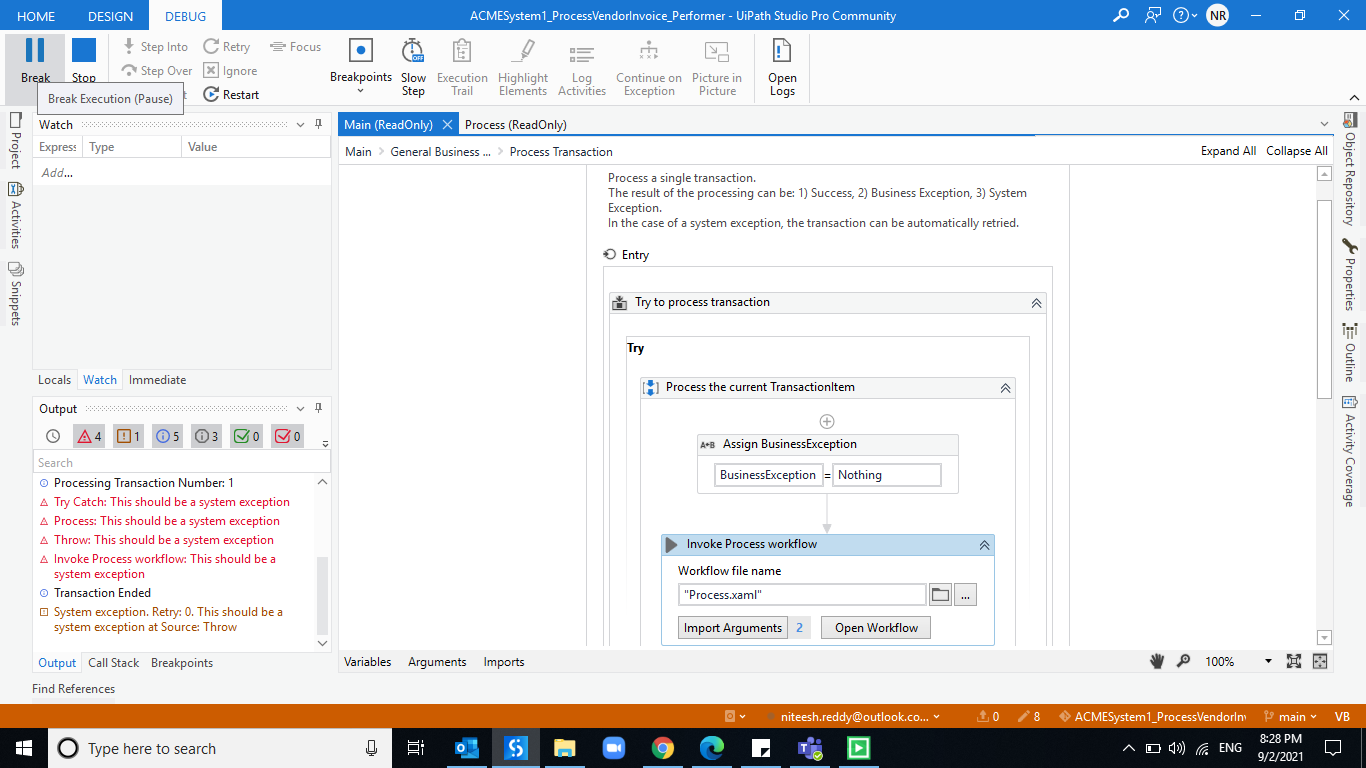 HOME
DESIGN
DEBUG
ACMESystem1_ProcessVendorInvoice_Performer - UiPath Studio Pro Community
NR
Break
Stop
Step Into
Step Over
Retry
Ignore
Restart
Focus
Breakpoints
Slow
Step
OFF
Execution
Trail
Highlight
Elements
Log
Activities
Continue on
Exception
Picture in
Picture
Open
Logs
Break Execution (Pause)
Project
Activities
Snippets
Watch
Express
Type
Value
Add...
Locals
Watch
Immediate
Output
4
1
5
3
0
0
Search
Processing Transaction Number: 1
Try Catch: This should be a system exception
Process: This should be a system exception
Throw: This should be a system exception
Invoke Process workflow: This should be a
system exception
Transaction Ended
System exception. Retry: 0. This should be a
system exception at Source: Throw
Output
Call Stack
Breakpoints
Find References
Main (ReadOnly)
Process (ReadOnly)
Main
General Business ...
Process Transaction
Expand All
Collapse All
Process a single transaction.
The result of the processing can be: 1) Success, 2) Business Exception, 3) System
Exception.
In the case of a system exception, the transaction can be automatically retried.
Entry
Try to process transaction
Try
Process the current TransactionItem
A•B
Assign BusinessException
BusinessException = Nothing
Invoke Process workflow
Workflow file name
"Process.xaml"
...
Import Arguments
2
Open Workflow
Variables
Arguments
Imports
100%
Object Repository
Properties
Outline
Activity Coverage
niteesh.reddy@outlook.co...
0
8
ACMESystem1_ProcessVendorInv
main
VB
Type here to search
ENG
8:28 PM
9/2/2021